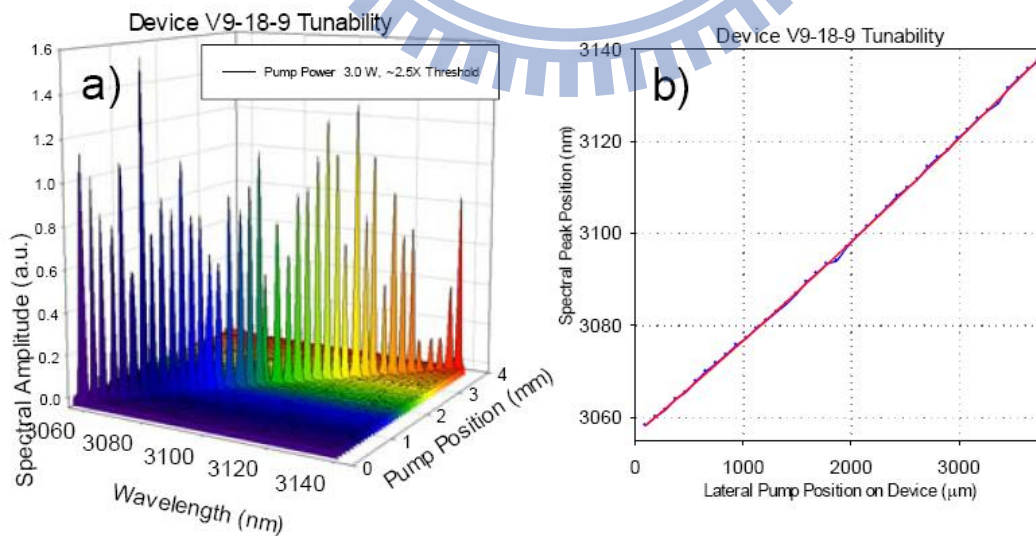 Device V9-18-9 Tunability
a)
Pump Power 3.0 W, ~2.5X Threshold
1.6
1.4
1.2
1.0
0.8
0.6
0.4
0.2
0.0
Spectral Amplitude (a.u.)
3060
3080
3100
3120
3140
Wavelength (nm)
0
1
2
3
4
Pump Position (mm)
Device V9-18-9 Tunability
b)
3140
3120
3100
3080
3060
Spectral Peak Position (nm)
0 1000 2000 3000
Lateral Pump Position on Device (μm)